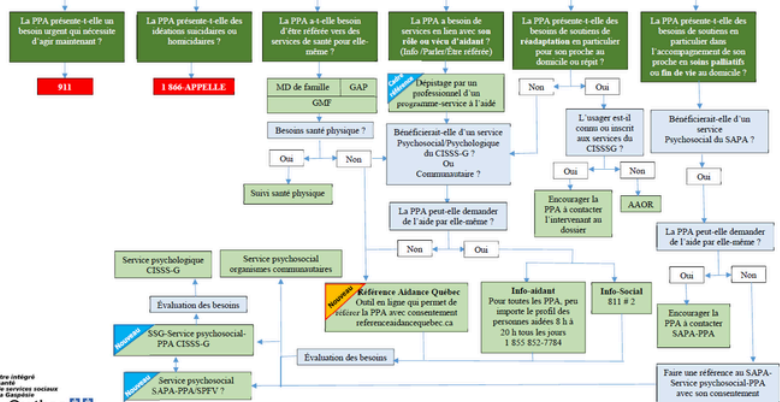 La PPA présente-t-elle un
besoin urgent qui nécessite
d'agir maintenant ?
La PPA présente-t-elle des
idéations suicidaires ou
homicidaires ?
La PPA a-t-elle besoin
d'être référée vers des
services de santé pour elle-
même ?
La PPA a besoin de
services en lien avec son
rôle ou vécu d'aidant ?
(Info /Parler/Être référée)
La PPA présente-t-elle des
besoins de soutiens de
réadaptation en particulier
pour son proche au
domicile ou répit ?
La PPA présente-t-elle des
besoins de soutiens en
particulier dans
l'accompagnement de son
proche en soins palliatifs
ou fin de vie au domicile ?
911
1 866-APPELLE
MD de famille
GAP
GMF
Cadre
référence
Dépistage par un
professionnel d'un
programme-service à l'aidé
Non
Oui
Besoins santé physique ?
Bénéficierait-elle d'un service
Psychosocial/Psychologique
du CISSS-G ?
Ou
Communautaire ?
L'usager est-il
connu ou inscrit
aux services du
CISSSG ?
Bénéficierait-elle d'un
service
Psychosocial du SAPA ?
Oui
Non
Oui
Non
Oui
Non
Suivi santé physique
Encourager la
PPA à contacter
l'intervenant au
dossier
AAOR
La PPA peut-elle demander
de l'aide par elle-même ?
La PPA peut-elle demander
de l'aide par elle-même ?
Non
Oui
Service psychologique
CISSS-G
Service psychosocial
organismes communautaires
Oui
Non
Nouveau
Référence Aidance Québec
Outil en ligne qui permet de
référer la PPA avec consentement
referenceaidancequebec.ca
Info-aidant
Pour toutes les PPA, peu
importe le profil des
personnes aidées 8 h à
20 h tous les jours
1 855 852-7784
Info-Social
811 # 2
Évaluation des besoins
Encourager la
PPA à contacter
SAPA-PPA
Nouveau
SSG-Service psychosocial-
PPA CISSS-G
Évaluation des besoins
Nouveau
Service psychosocial
SAPA-PPA/SPFV ?
Faire une référence au SAPA-
Service psychosocial-PPA
avec son consentement
tre intégré
santé
de services sociaux
a Gaspésie